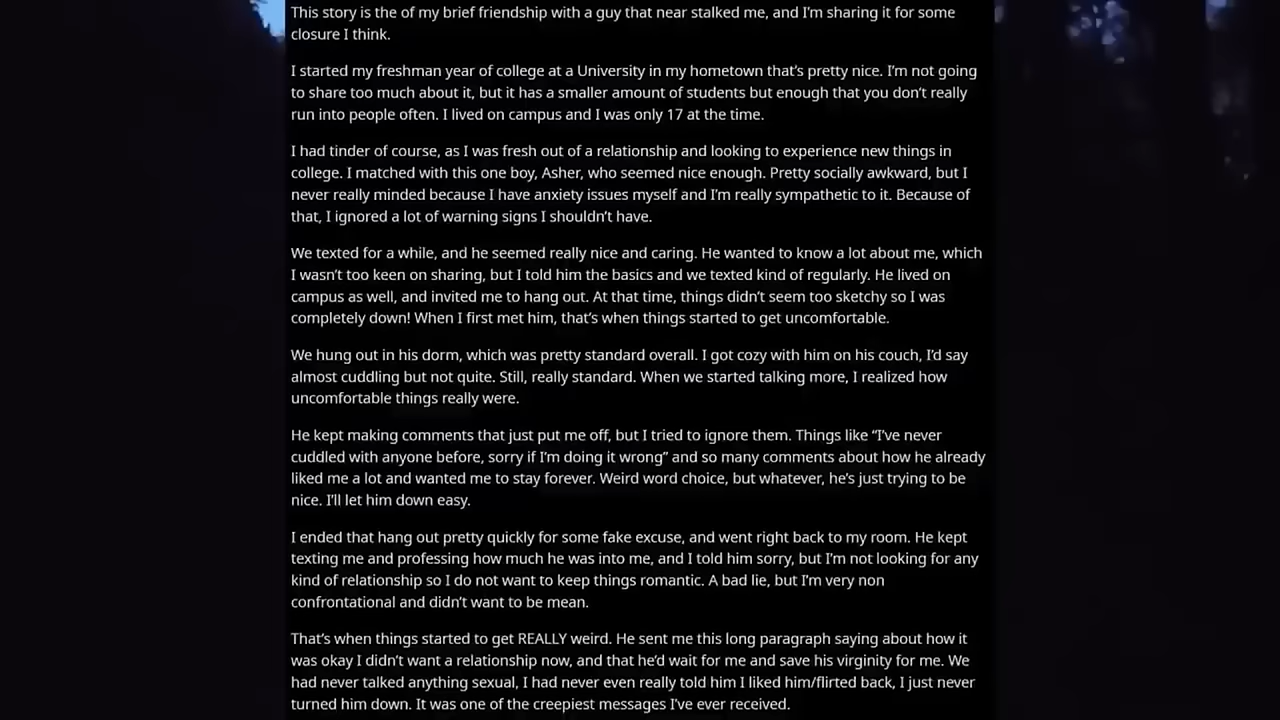 This story is the of my brief friendship with a guy that near stalked me, and I'm sharing it for some
closure I think.
I started my freshman year of college at a University in my hometown that's pretty nice. I'm not going
to share too much about it, but it has a smaller amount of students but enough that you don't really
run into people often. I lived on campus and I was only 17 at the time.
I had tinder of course, as I was fresh out of a relationship and looking to experience new things in
college. I matched with this one boy, Asher, who seemed nice enough. Pretty socially awkward, but I
never really minded because I have anxiety issues myself and I'm really sympathetic to it. Because of
that, I ignored a lot of warning signs I shouldn't have.
We texted for a while, and he seemed really nice and caring. He wanted to know a lot about me, which
I wasn't too keen on sharing, but I told him the basics and we texted kind of regularly. He lived on
campus as well, and invited me to hang out. At that time, things didn't seem too sketchy so I was
completely down! When I first met him, that's when things started to get uncomfortable.
We hung out in his dorm, which was pretty standard overall. I got cozy with him on his couch, I'd say
almost cuddling but not quite. Still, really standard. When we started talking more, I realized how
uncomfortable things really were.
He kept making comments that just put me off, but I tried to ignore them. Things like “I've never
cuddled with anyone before, sorry if I'm doing it wrong” and so many comments about how he already
liked me a lot and wanted me to stay forever. Weird word choice, but whatever, he's just trying to be
nice. I'll let him down easy.
I ended that hang out pretty quickly for some fake excuse, and went right back to my room. He kept
texting me and professing how much he was into me, and I told him sorry, but I'm not looking for any
kind of relationship so I do not want to keep things romantic. A bad lie, but I'm very non
confrontational and didn't want to be mean.
That's when things started to get REALLY weird. He sent me this long paragraph saying about how it
was okay I didn't want a relationship now, and that he'd wait for me and save his virginity for me. We
had never talked anything sexual, I had never even really told him I liked him/flirted back, I just never
turned him down. It was one of the creepiest messages I've ever received.